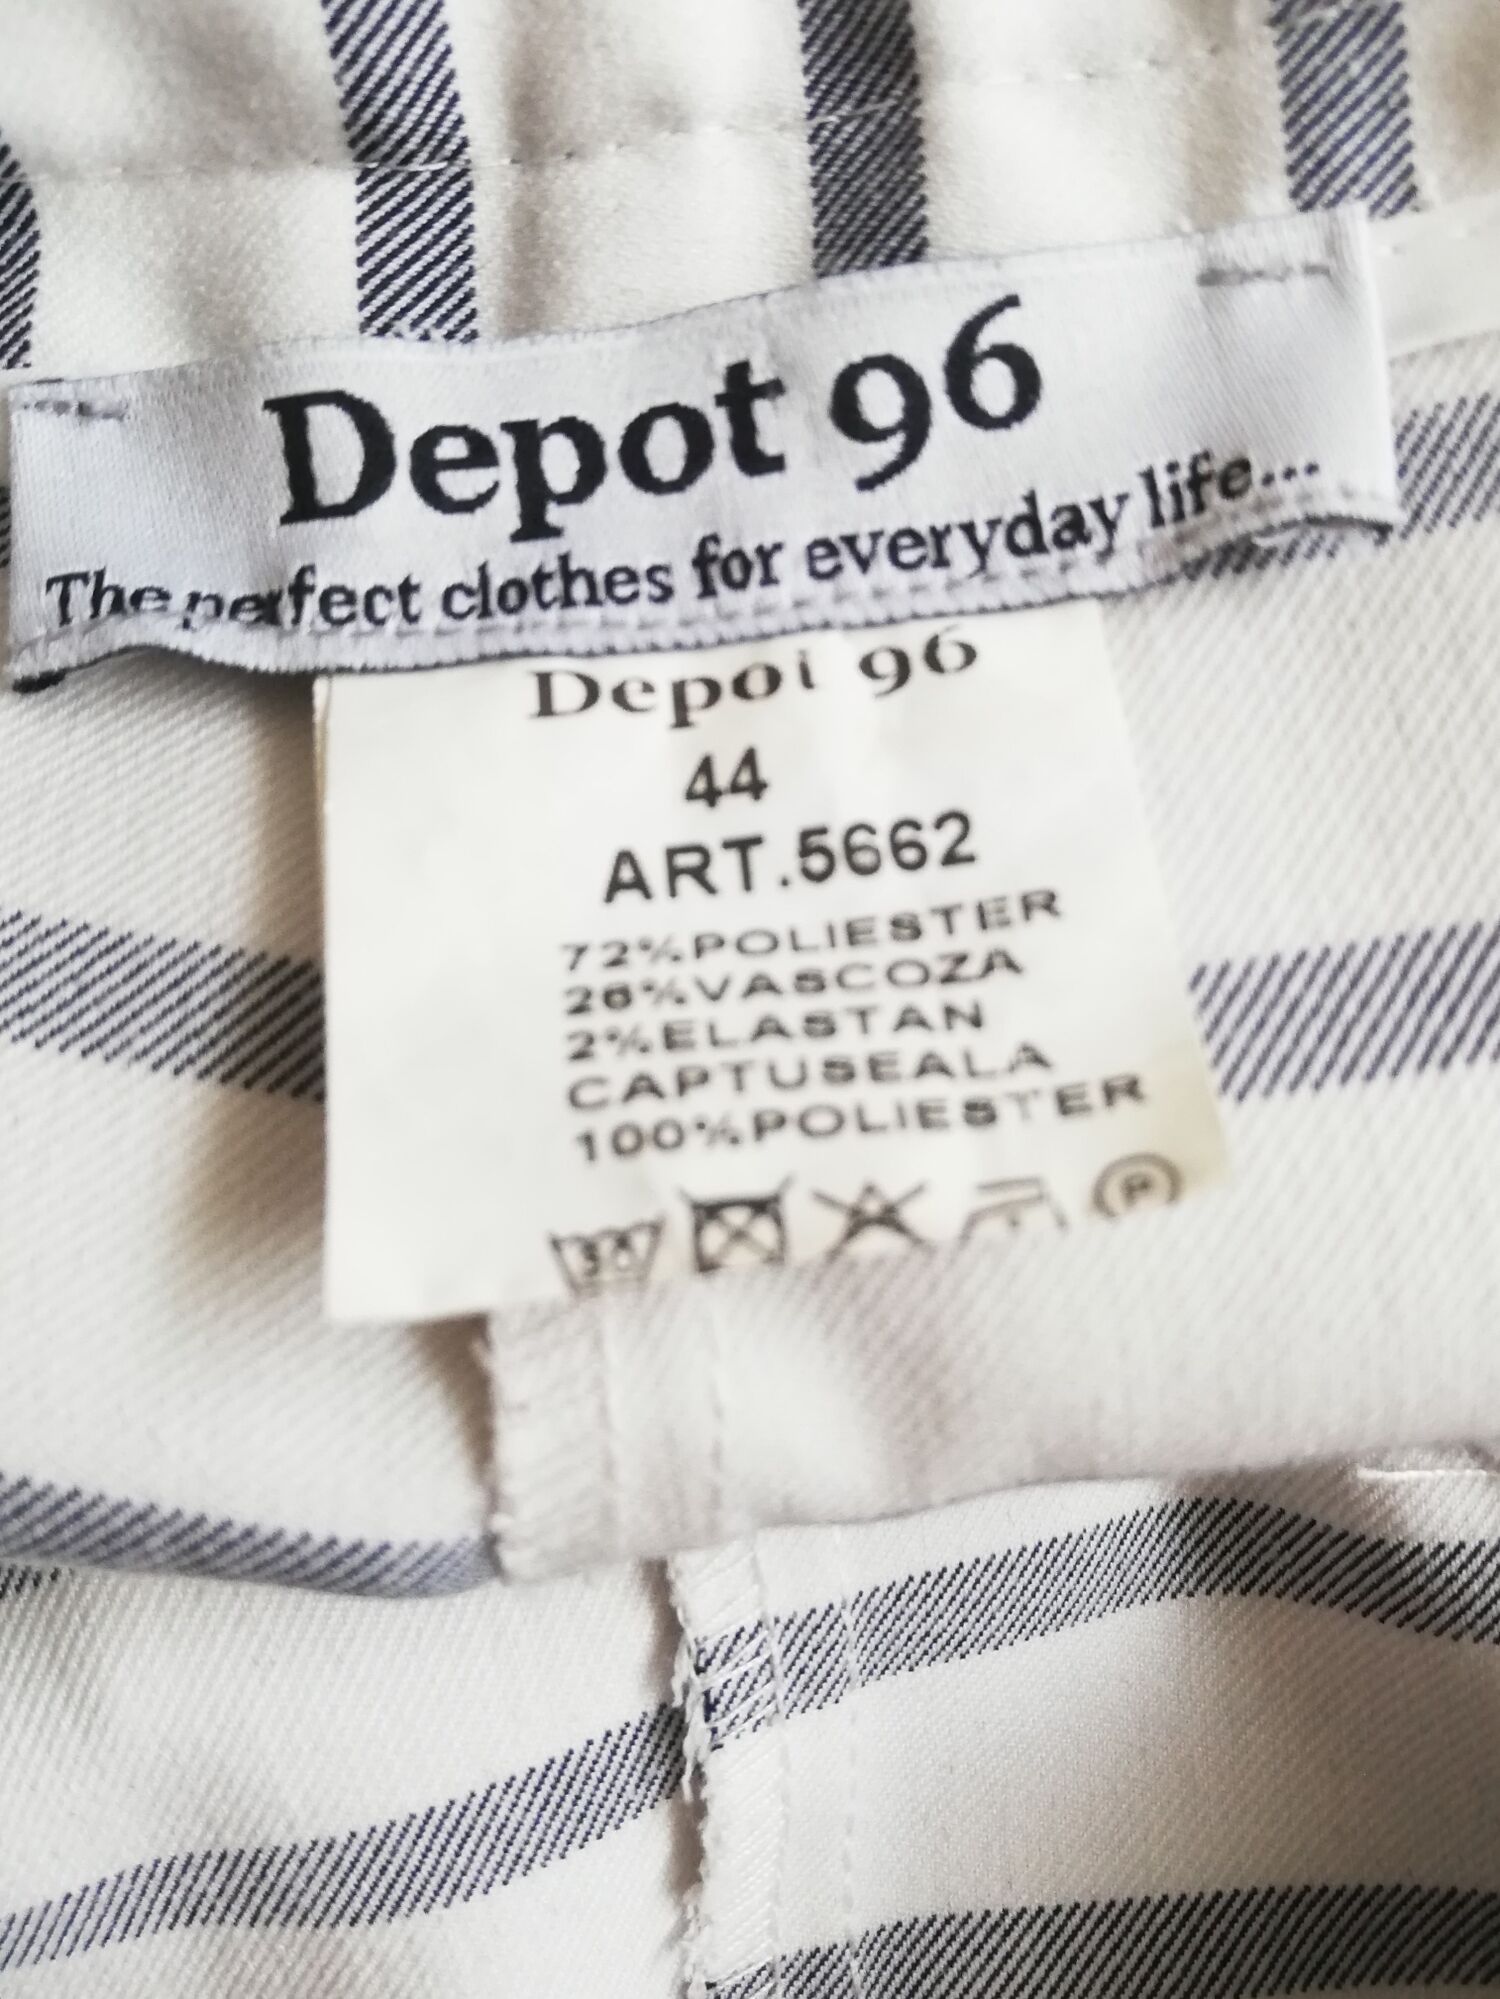 Depot 96
The perfect clothes for everyday life...
Depot 96
44
ART.5662
72%POLIESTER
26%VASCOZA
2%ELASTAN
CAPTUSEALA
100%POLIESTER
30 P